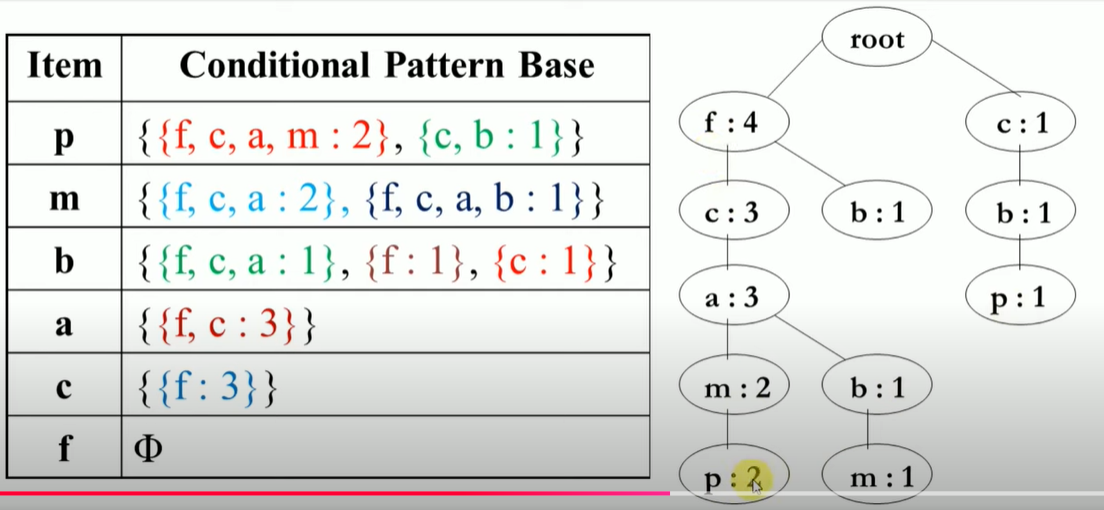 Item Conditional Pattern Base
p {{f, c, a, m : 2}, {c, b : 1}}
m {{f, c, a : 2}, {f, c, a, b : 1}}
b {{f, c, a : 1}, {f : 1}, {c : 1}}
a {{f, c : 3}}
c {{f : 3}}
f Φ
root
f : 4 c : 1
c : 3 b : 1 b : 1
a : 3 p : 1
m : 2 b : 1
p : 2 m : 1